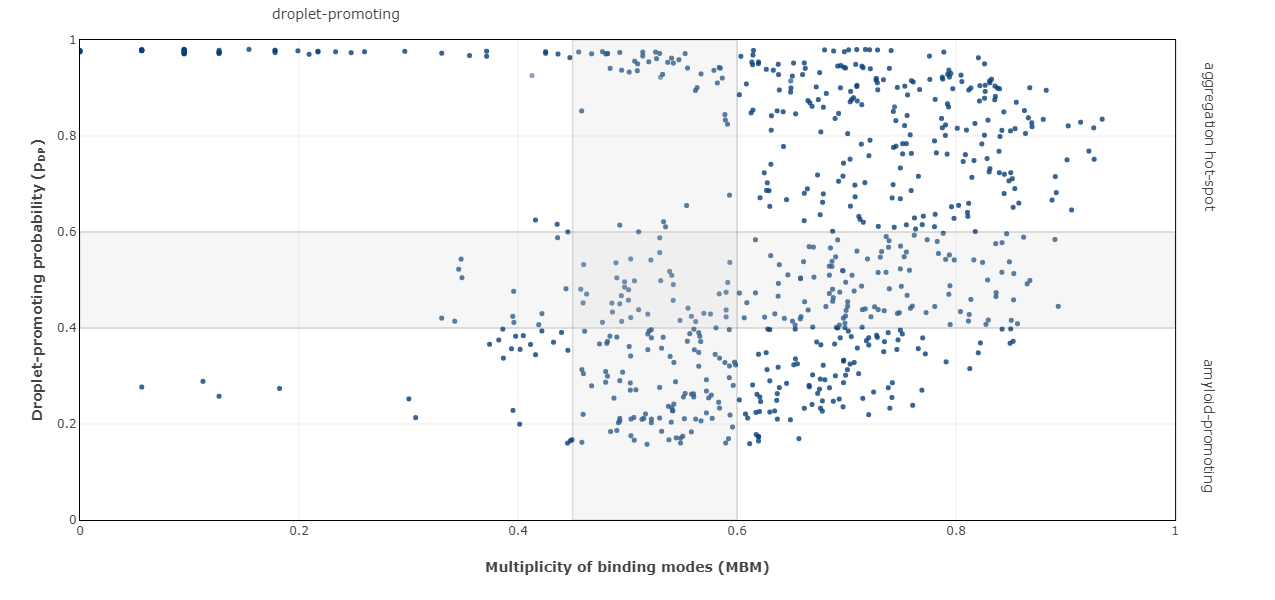 droplet-promoting
1
0.8
0.6
0.4
0.2
0
Droplet-promoting probability (pDP)
aggregation hot-spot
amyloid-promoting
0
0.2
0.4
0.6
0.8
1
Multiplicity of binding modes (MBM)